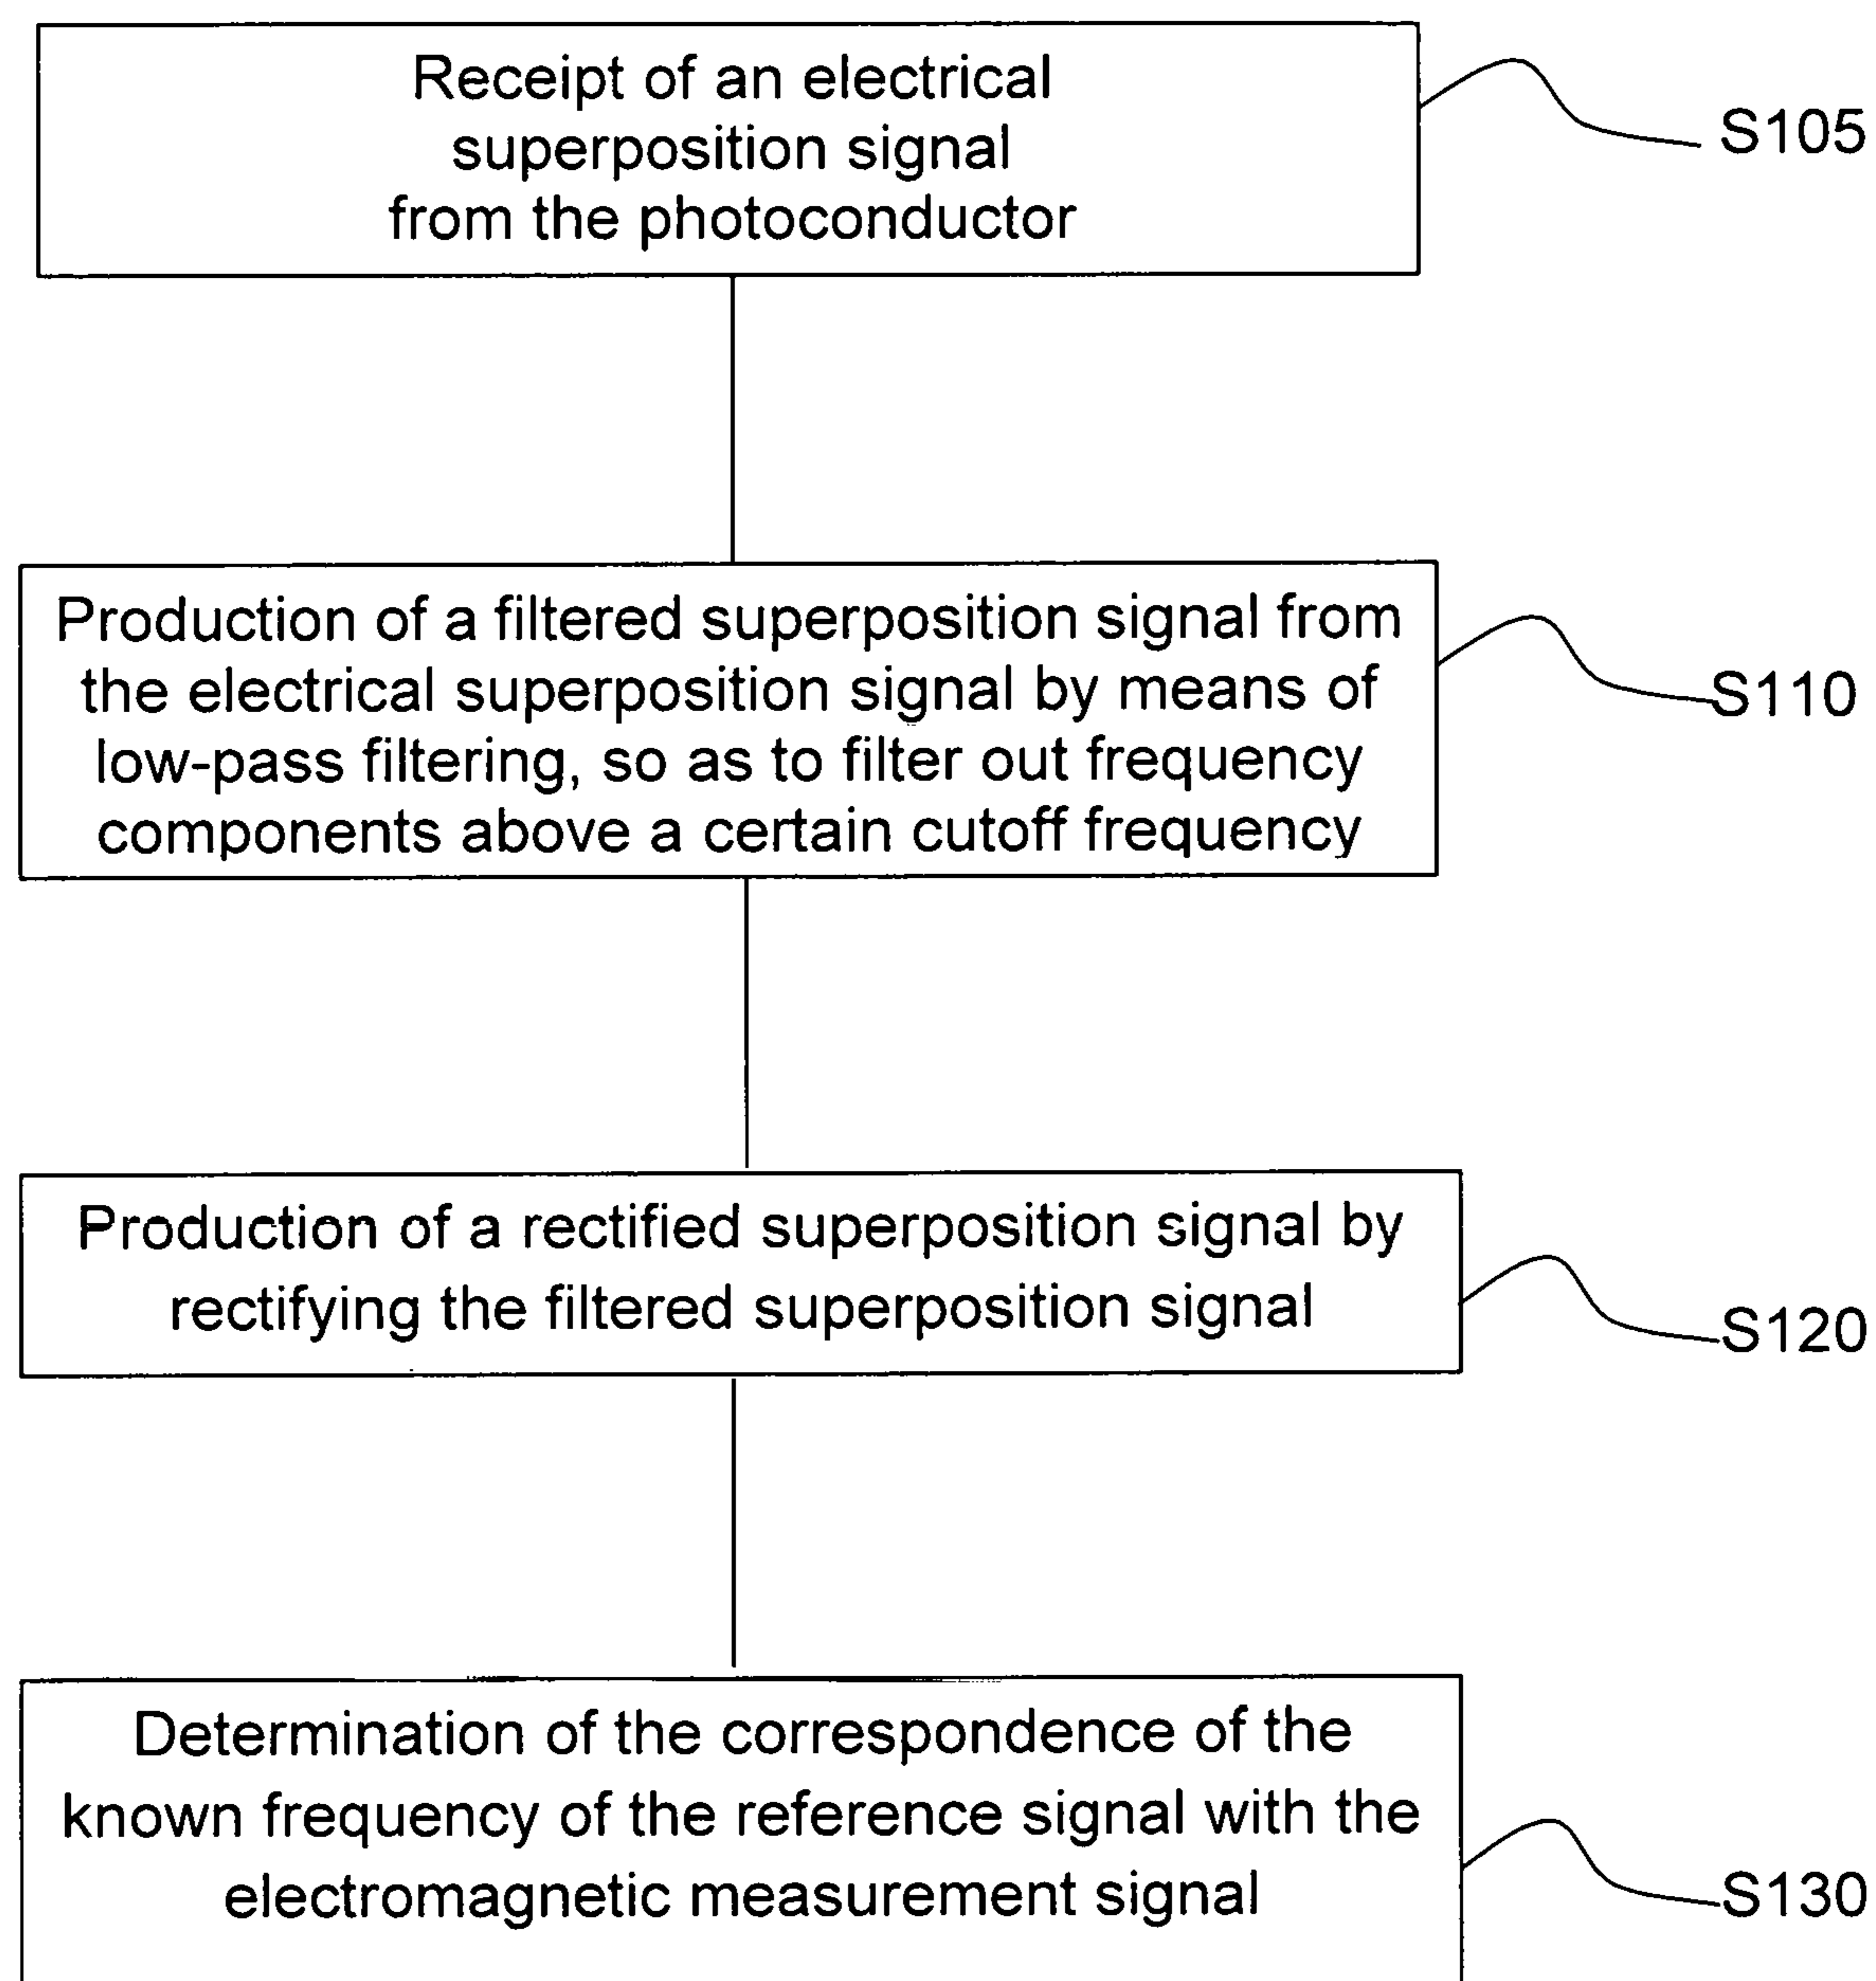 Receipt of an electrical
superposition signal
from the photoconductor
S105
Production of a filtered superposition signal from
the electrical superposition signal by means of
low-pass filtering, so as to filter out frequency
components above a certain cutoff frequency
S110
Production of a rectified superposition signal by
rectifying the filtered superposition signal
S120
Determination of the correspondence of the
known frequency of the reference signal with the
electromagnetic measurement signal
S130